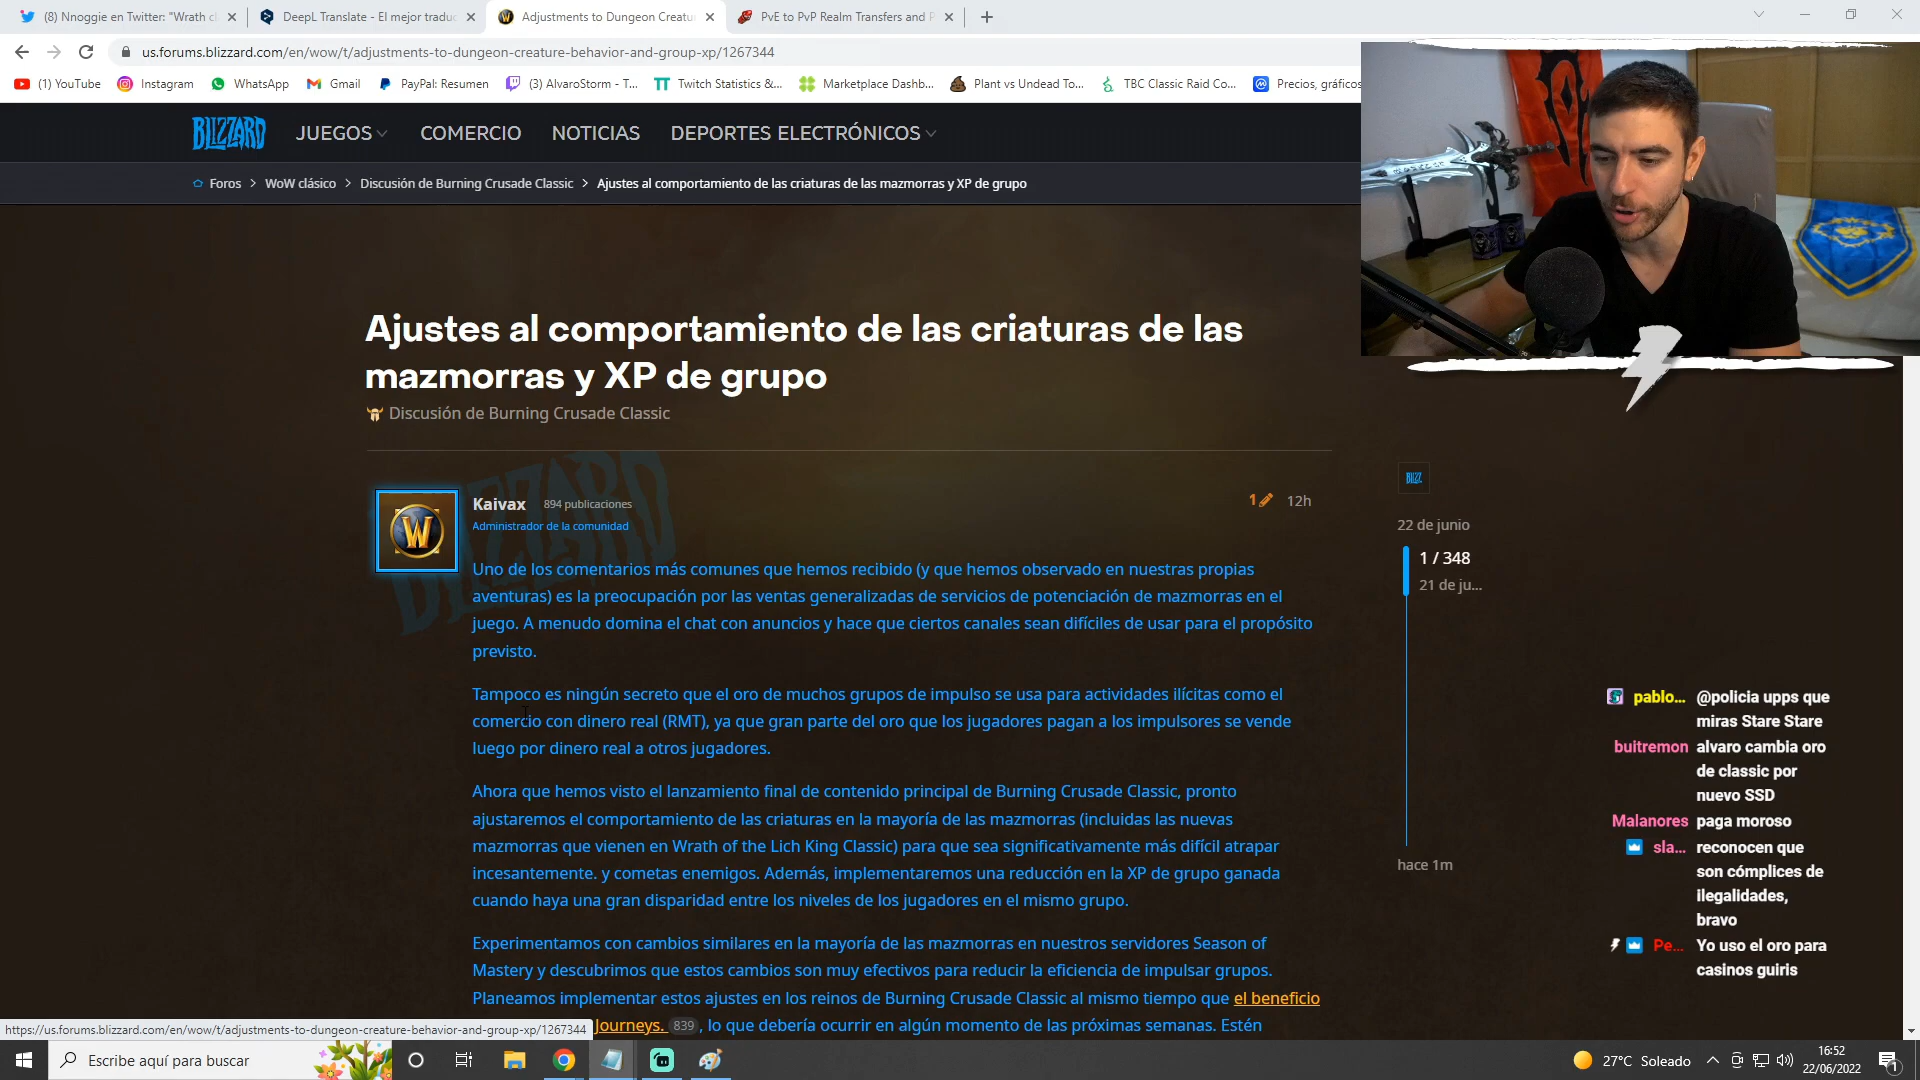 (8) Nnoggie en Twitter: "Wrath cl
DeepL Translate - El mejor traduc
Adjustments to Dungeon Creatur
PvE to PvP Realm Transfers and P
us.forums.blizzard.com/en/wow/t/adjustments-to-dungeon-creature-behavior-and-group-xp/1267344
(1) YouTube
Instagram
WhatsApp
Gmail
PayPal: Resumen
(3) AlvaroStorm - T...
Twitch Statistics &...
Marketplace Dashb...
Plant vs Undead To...
TBC Classic Raid Co...
Precios, gráficos
BLIZZARD
JUEGOS
COMERCIO
NOTICIAS
DEPORTES ELECTRÓNICOS
Foros > WoW clásico > Discusión de Burning Crusade Classic > Ajustes al comportamiento de las criaturas de las mazmorras y XP de grupo
Ajustes al comportamiento de las criaturas de las
mazmorras y XP de grupo
Discusión de Burning Crusade Classic
Kaivax 894 publicaciones
Administrador de la comunidad
1 12h
Uno de los comentarios más comunes que hemos recibido (y que hemos observado en nuestras propias
aventuras) es la preocupación por las ventas generalizadas de servicios de potenciación de mazmorras en el
juego. A menudo domina el chat con anuncios y hace que ciertos canales sean difíciles de usar para el propósito
previsto.
Tampoco es ningún secreto que el oro de muchos grupos de impulso se usa para actividades ilícitas como el
comercio con dinero real (RMT), ya que gran parte del oro que los jugadores pagan a los impulsores se vende
luego por dinero real a otros jugadores.
Ahora que hemos visto el lanzamiento final de contenido principal de Burning Crusade Classic, pronto
ajustaremos el comportamiento de las criaturas en la mayoría de las mazmorras (incluidas las nuevas
mazmorras que vienen en Wrath of the Lich King Classic) para que sea significativamente más difícil atrapar
incesantemente. y cometas enemigos. Además, implementaremos una reducción en la XP de grupo ganada
cuando haya una gran disparidad entre los niveles de los jugadores en el mismo grupo.
Experimentamos con cambios similares en la mayoría de las mazmorras en nuestros servidores Season of
Mastery y descubrimos que estos cambios son muy efectivos para reducir la eficiencia de impulsar grupos.
Planeamos implementar estos ajustes en los reinos de Burning Crusade Classic al mismo tiempo que el beneficio
Journeys. 839 , lo que debería ocurrir en algún momento de las próximas semanas. Estén
https://us.forums.blizzard.com/en/wow/t/adjustments-to-dungeon-creature-behavior-and-group-xp/1267344
BLIZZ
22 de junio
1 / 348
21 de ju...
hace 1m
pablo... @policia upps que
miras Stare Stare
buitremon alvaro cambia oro
de classic por
nuevo SSD
Malanores paga moroso
sla... reconocen que
son cómplices de
ilegalidades,
bravo
Pe... Yo uso el oro para
casinos guiris
Escribe aquí para buscar
27°C Soleado
16:52
22/06/2022
1